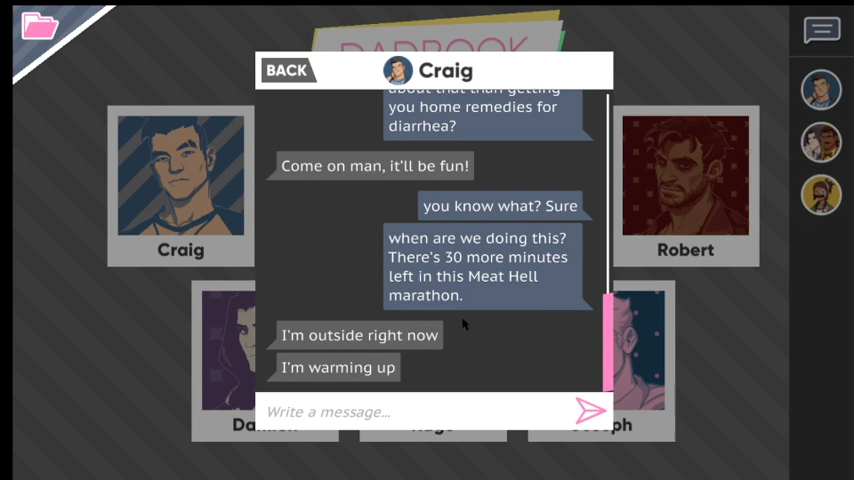 DADBOOK
BACK
Craig
about that than getting
you home remedies for
diarrhea?
Come on man, it'll be fun!
you know what? Sure
when are we doing this?
There's 30 more minutes
left in this Meat Hell
marathon.
I'm outside right now
I'm warming up
Write a message...
Craig
Robert